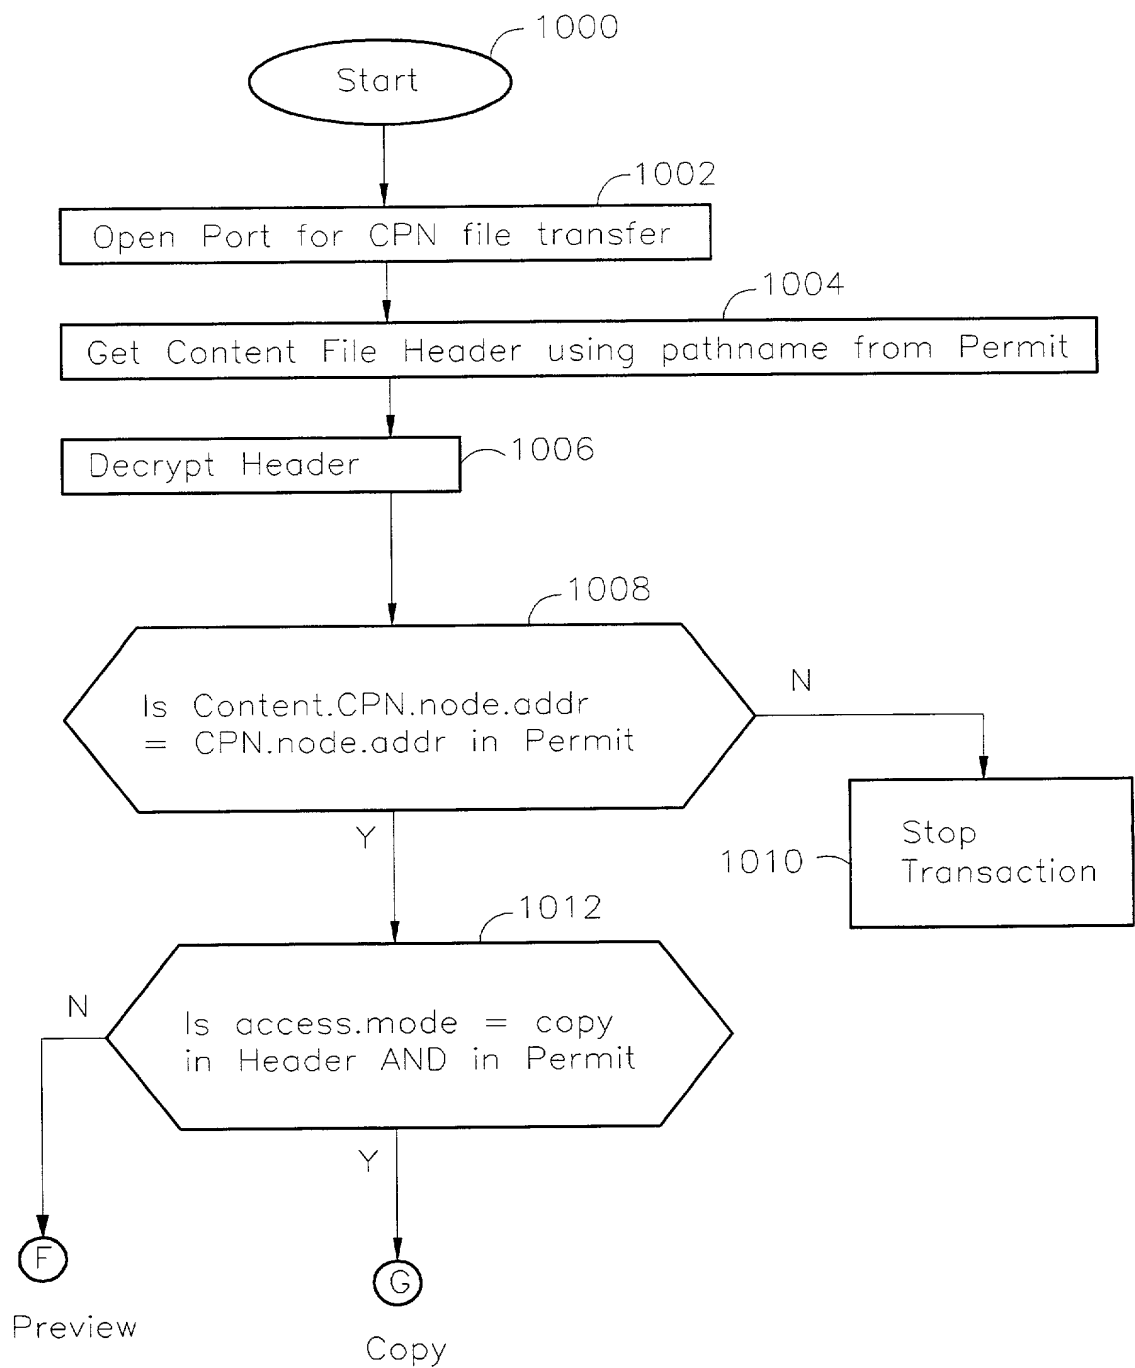 1000
Start
1002
Open Port for CPN file transfer
1004
Get Content File Header using pathname from Permit
1006
Decrypt Header
1008
Is Content.CPN.node.addr
= CPN.node.addr in Permit
N
Y
1010
Stop
Transaction
1012
Is access.mode = copy
in Header AND in Permit
N
Y
F
Preview
G
Copy